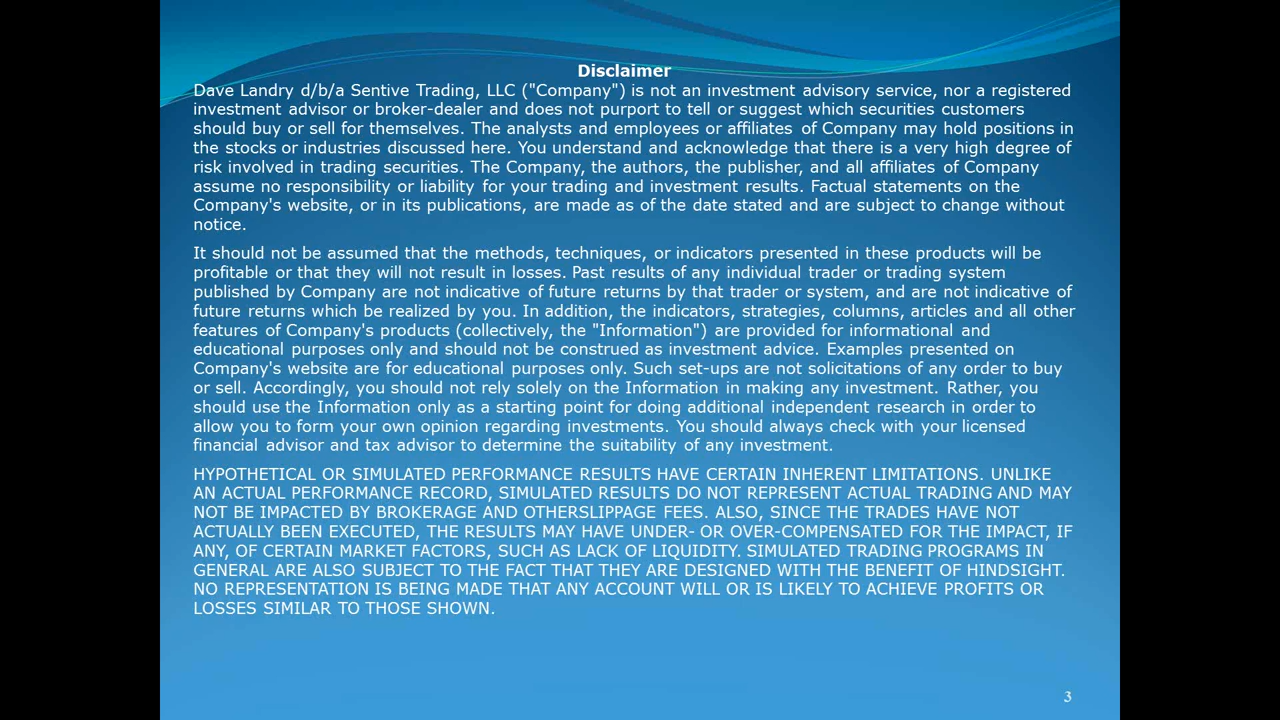 Disclaimer
Dave Landry d/b/a Sentive Trading, LLC ("Company") is not an investment advisory service, nor a registered
investment advisor or broker-dealer and does not purport to tell or suggest which securities customers
should buy or sell for themselves. The analysts and employees or affiliates of Company may hold positions in
the stocks or industries discussed here. You understand and acknowledge that there is a very high degree of
risk involved in trading securities. The Company, the authors, the publisher, and all affiliates of Company
assume no responsibility or liability for your trading and investment results. Factual statements on the
Company's website, or in its publications, are made as of the date stated and are subject to change without
notice.
It should not be assumed that the methods, techniques, or indicators presented in these products will be
profitable or that they will not result in losses. Past results of any individual trader or trading system
published by Company are not indicative of future returns by that trader or system, and are not indicative of
future returns which be realized by you. In addition, the indicators, strategies, columns, articles and all other
features of Company's products (collectively, the "Information") are provided for informational and
educational purposes only and should not be construed as investment advice. Examples presented on
Company's website are for educational purposes only. Such set-ups are not solicitations of any order to buy
or sell. Accordingly, you should not rely solely on the Information in making any investment. Rather, you
should use the Information only as a starting point for doing additional independent research in order to
allow you to form your own opinion regarding investments. You should always check with your licensed
financial advisor and tax advisor to determine the suitability of any investment.
HYPOTHETICAL OR SIMULATED PERFORMANCE RESULTS HAVE CERTAIN INHERENT LIMITATIONS. UNLIKE
AN ACTUAL PERFORMANCE RECORD, SIMULATED RESULTS DO NOT REPRESENT ACTUAL TRADING AND MAY
NOT BE IMPACTED BY BROKERAGE AND OTHERSLIPPAGE FEES. ALSO, SINCE THE TRADES HAVE NOT
ACTUALLY BEEN EXECUTED, THE RESULTS MAY HAVE UNDER- OR OVER-COMPENSATED FOR THE IMPACT, IF
ANY, OF CERTAIN MARKET FACTORS, SUCH AS LACK OF LIQUIDITY. SIMULATED TRADING PROGRAMS IN
GENERAL ARE ALSO SUBJECT TO THE FACT THAT THEY ARE DESIGNED WITH THE BENEFIT OF HINDSIGHT.
NO REPRESENTATION IS BEING MADE THAT ANY ACCOUNT WILL OR IS LIKELY TO ACHIEVE PROFITS OR
LOSSES SIMILAR TO THOSE SHOWN.
3